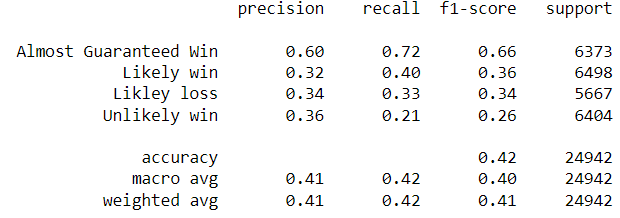 precision recall f1-score support
Almost Guaranteed Win 0.60 0.72 0.66 6373
Likely win 0.32 0.40 0.36 6498
Likley loss 0.34 0.33 0.34 5667
Unlikely win 0.36 0.21 0.26 6404
accuracy 0.42 24942
macro avg 0.41 0.42 0.40 24942
weighted avg 0.41 0.42 0.41 24942